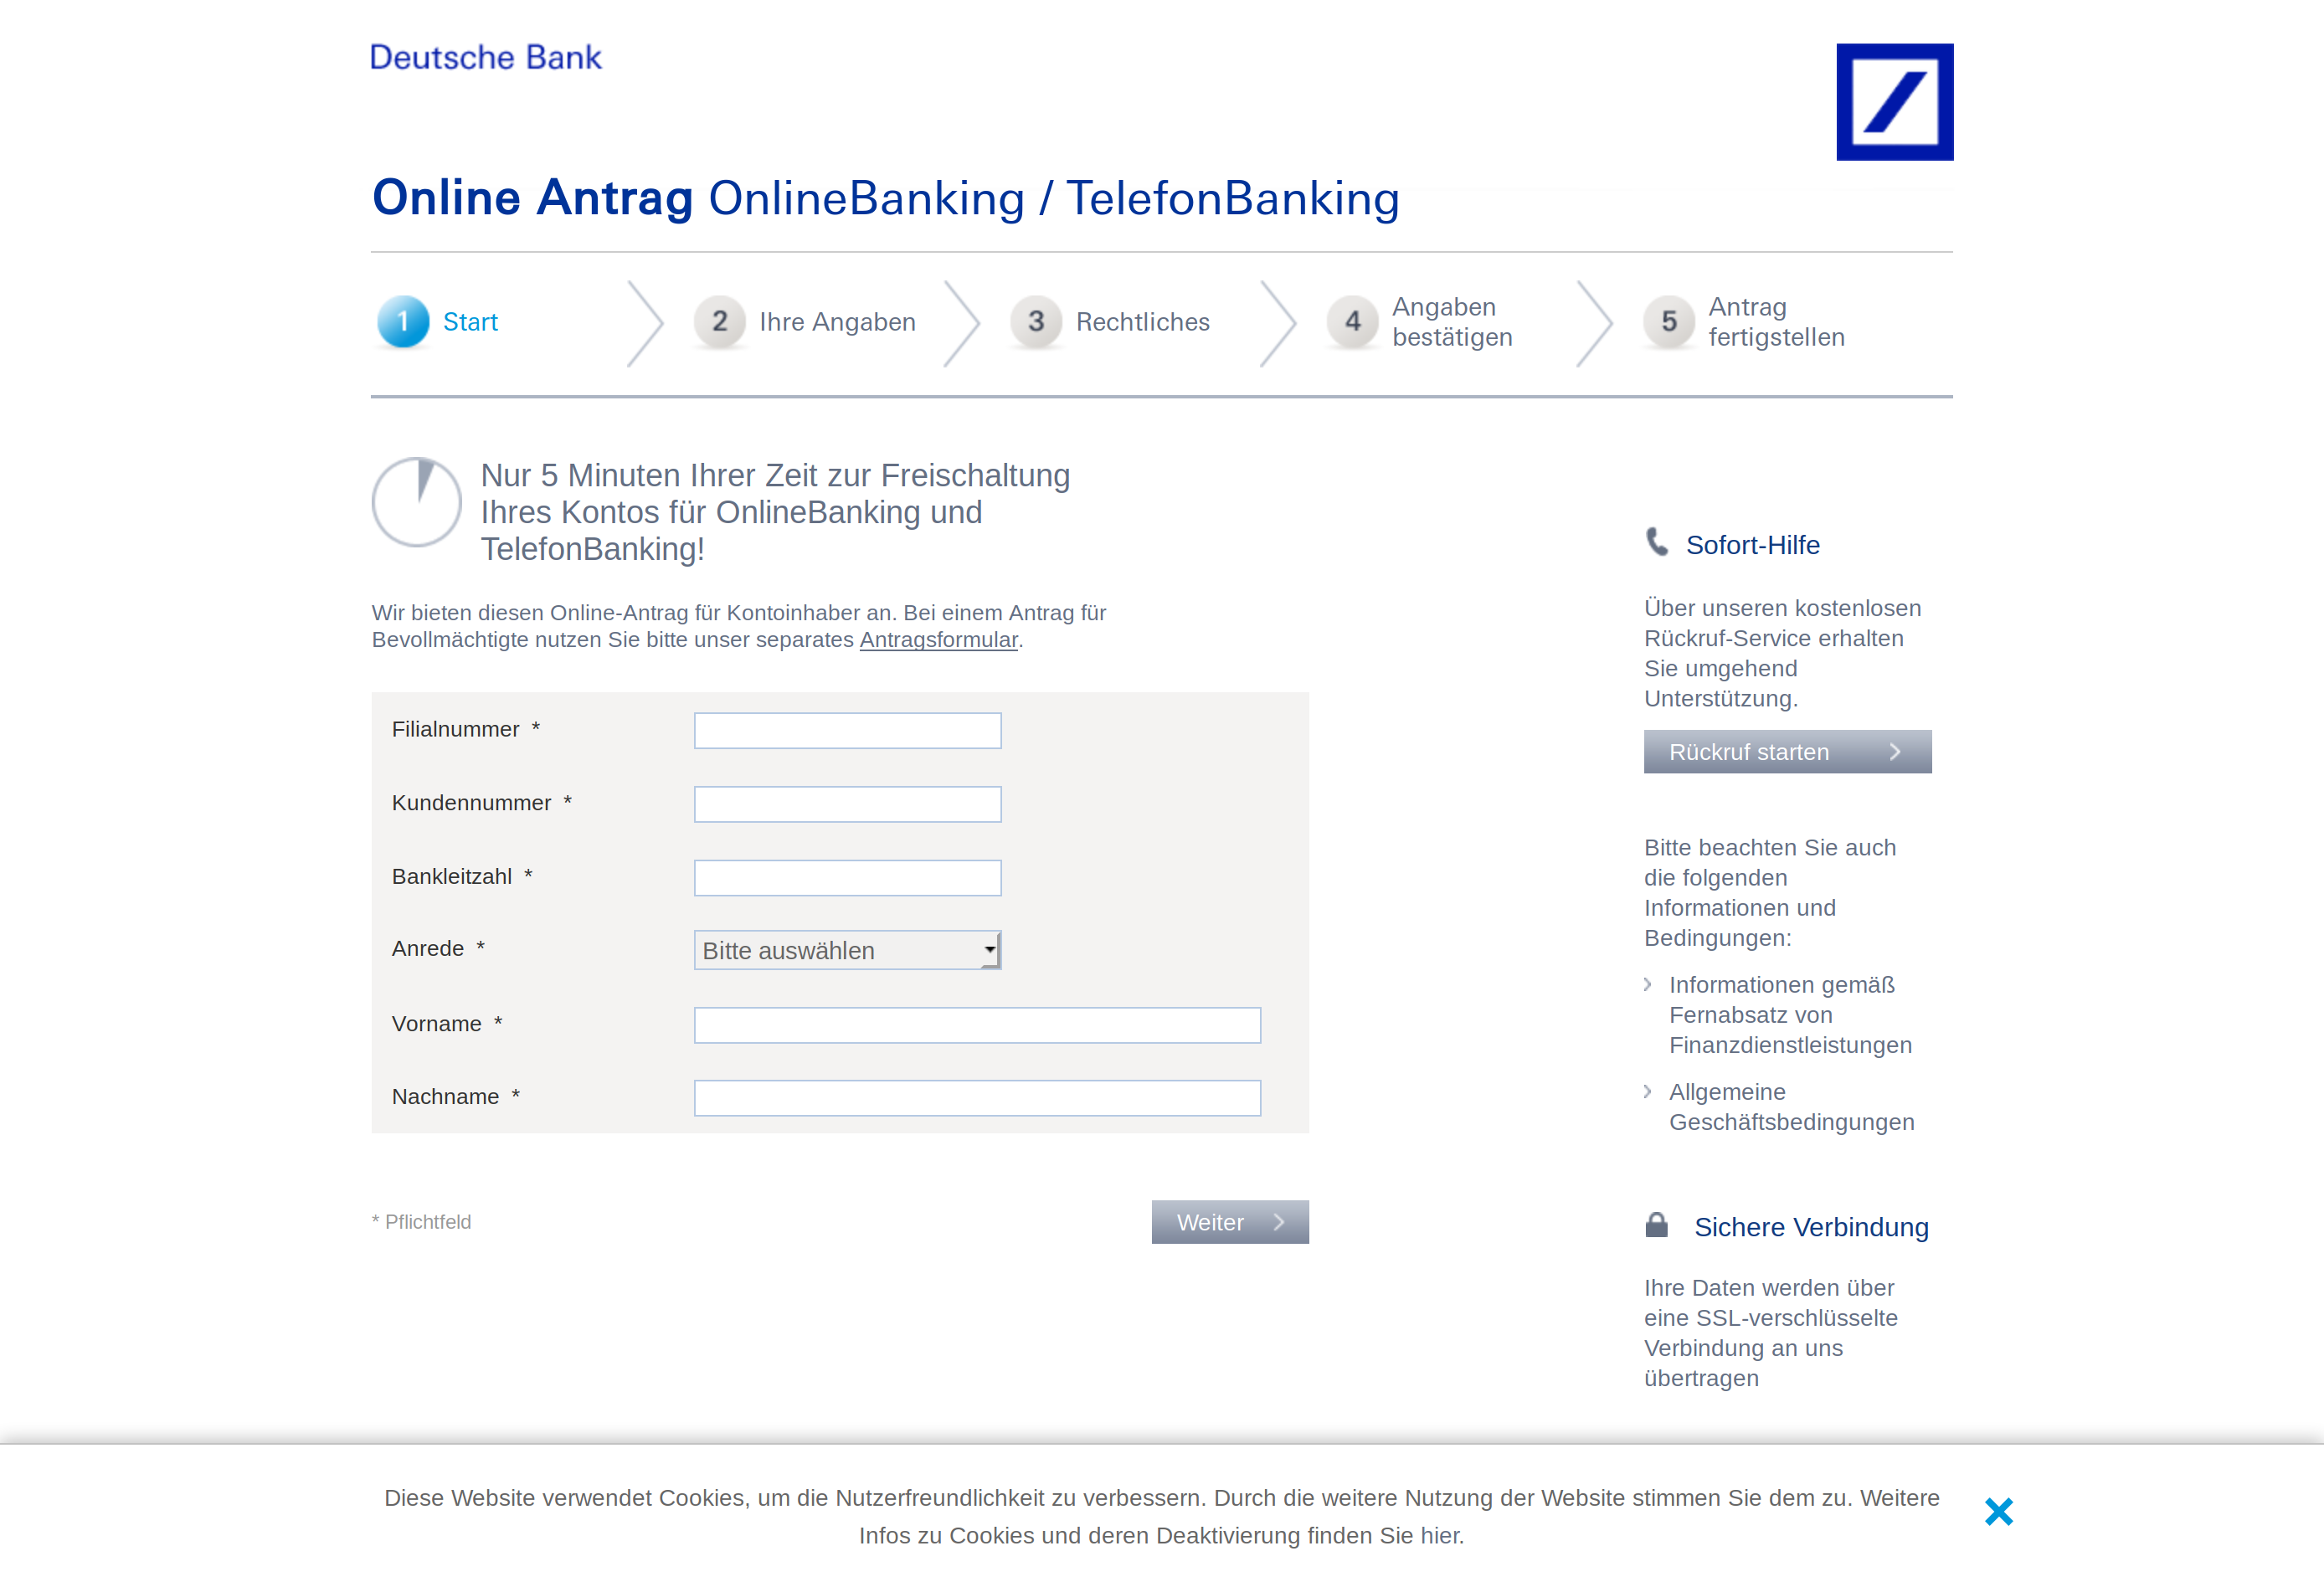 Deutsche Bank
Online Antrag OnlineBanking / TelefonBanking
1 Start
2 Ihre Angaben
3 Rechtliches
4 Angaben
bestätigen
5 Antrag
fertigstellen
Nur 5 Minuten Ihrer Zeit zur Freischaltung
Ihres Kontos für OnlineBanking und
TelefonBanking!
Wir bieten diesen Online-Antrag für Kontoinhaber an. Bei einem Antrag für
Bevollmächtigte nutzen Sie bitte unser separates Antragsformular.
Filialnummer *
Kundennummer *
Bankleitzahl *
Anrede * Bitte auswählen
Vorname *
Nachname *
* Pflichtfeld
Weiter
Sofort-Hilfe
Über unseren kostenlosen
Rückruf-Service erhalten
Sie umgehend
Unterstützung.
Rückruf starten
Bitte beachten Sie auch
die folgenden
Informationen und
Bedingungen:
Informationen gemäß
Fernabsatz von
Finanzdienstleistungen
Allgemeine
Geschäftsbedingungen
Sichere Verbindung
Ihre Daten werden über
eine SSL-verschlüsselte
Verbindung an uns
übertragen
Diese Website verwendet Cookies, um die Nutzerfreundlichkeit zu verbessern. Durch die weitere Nutzung der Website stimmen Sie dem zu. Weitere
Infos zu Cookies und deren Deaktivierung finden Sie hier.